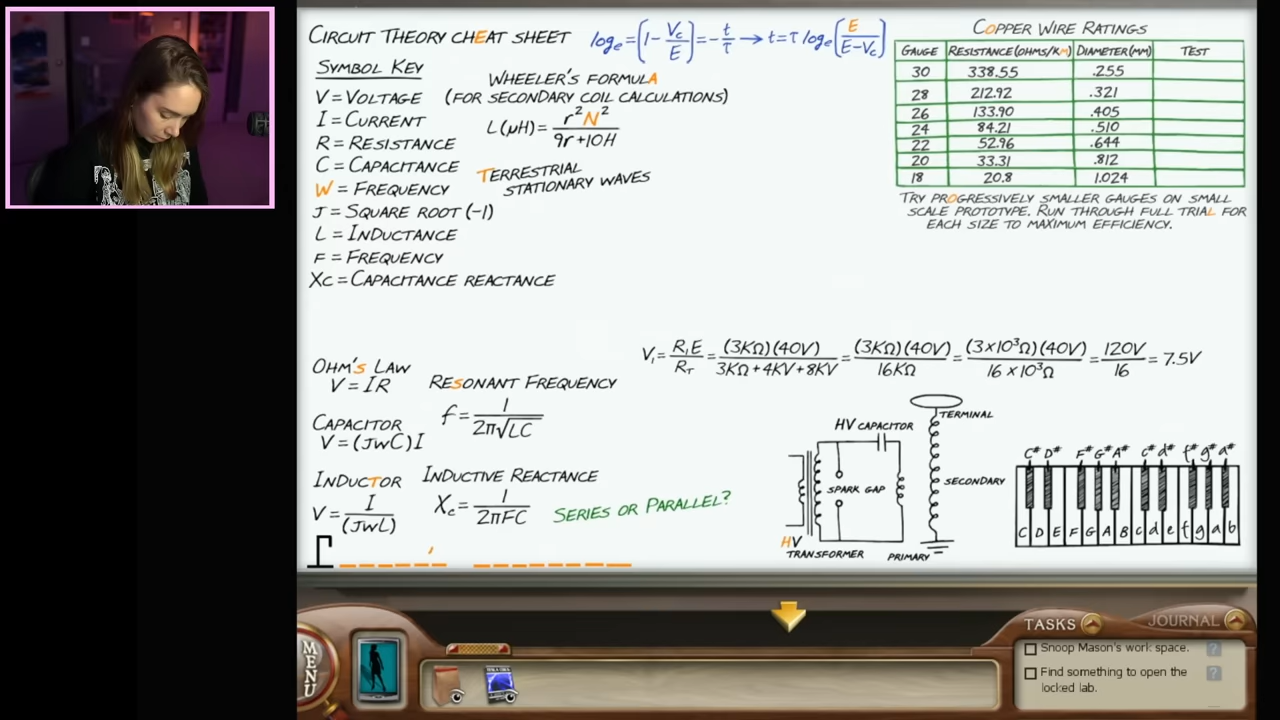 CIRCUIT THEORY CHEAT SHEET
logₑ=(1-Vc/E)=-t/τ→t=τ logₑ(E/E-Vc)
SYMBOL KEY
V=VOLTAGE
I=CURRENT
R=RESISTANCE
C=CAPACITANCE
W=FREQUENCY
J=SQUARE ROOT(-1)
L=INDUCTANCE
F=FREQUENCY
XC=CAPACITANCE REACTANCE
WHEELER'S FORMULA
(FOR SECONDARY COIL CALCULATIONS)
L(μH)=r²N²/9r+10H
TERRESTRIAL
STATIONARY WAVES
COPPER WIRE RATINGS
GAUGE RESISTANCE(OHMS/KM) DIAMETER(MM) TEST
30 338.55 .255
28 212.92 .321
26 133.90 .405
24 84.21 .510
22 52.96 .644
20 33.31 .812
18 20.8 1.024
TRY PROGRESSIVELY SMALLER GAUGES ON SMALL
SCALE PROTOTYPE. RUN THROUGH FULL TRIAL FOR
EACH SIZE TO MAXIMUM EFFICIENCY.
V₁=R₁E/RT=(3KΩ)(40V)/3KΩ+4KV+8KV=(3KΩ)(40V)/16KΩ=(3×10³Ω)(40V)/16×10³Ω=120V/16=7.5V
OHM'S LAW
V=IR
CAPACITOR
V=(JWC)I
INDUCTOR
V=I/(JWL)
RESONANT FREQUENCY
f=1/2π√LC
INDUCTIVE REACTANCE
Xc=1/2πFC
SERIES OR PARALLEL?
HV CAPACITOR
TERMINAL
SPARK GAP
SECONDARY
HV
TRANSFORMER
PRIMARY
C# D# F# G# A# c# d# f# g# a#
C D E F G A B c d e f g a b
MENU
TASKS
JOURNAL
Snoop Mason's work space. ?
Find something to open the ?
locked lab.